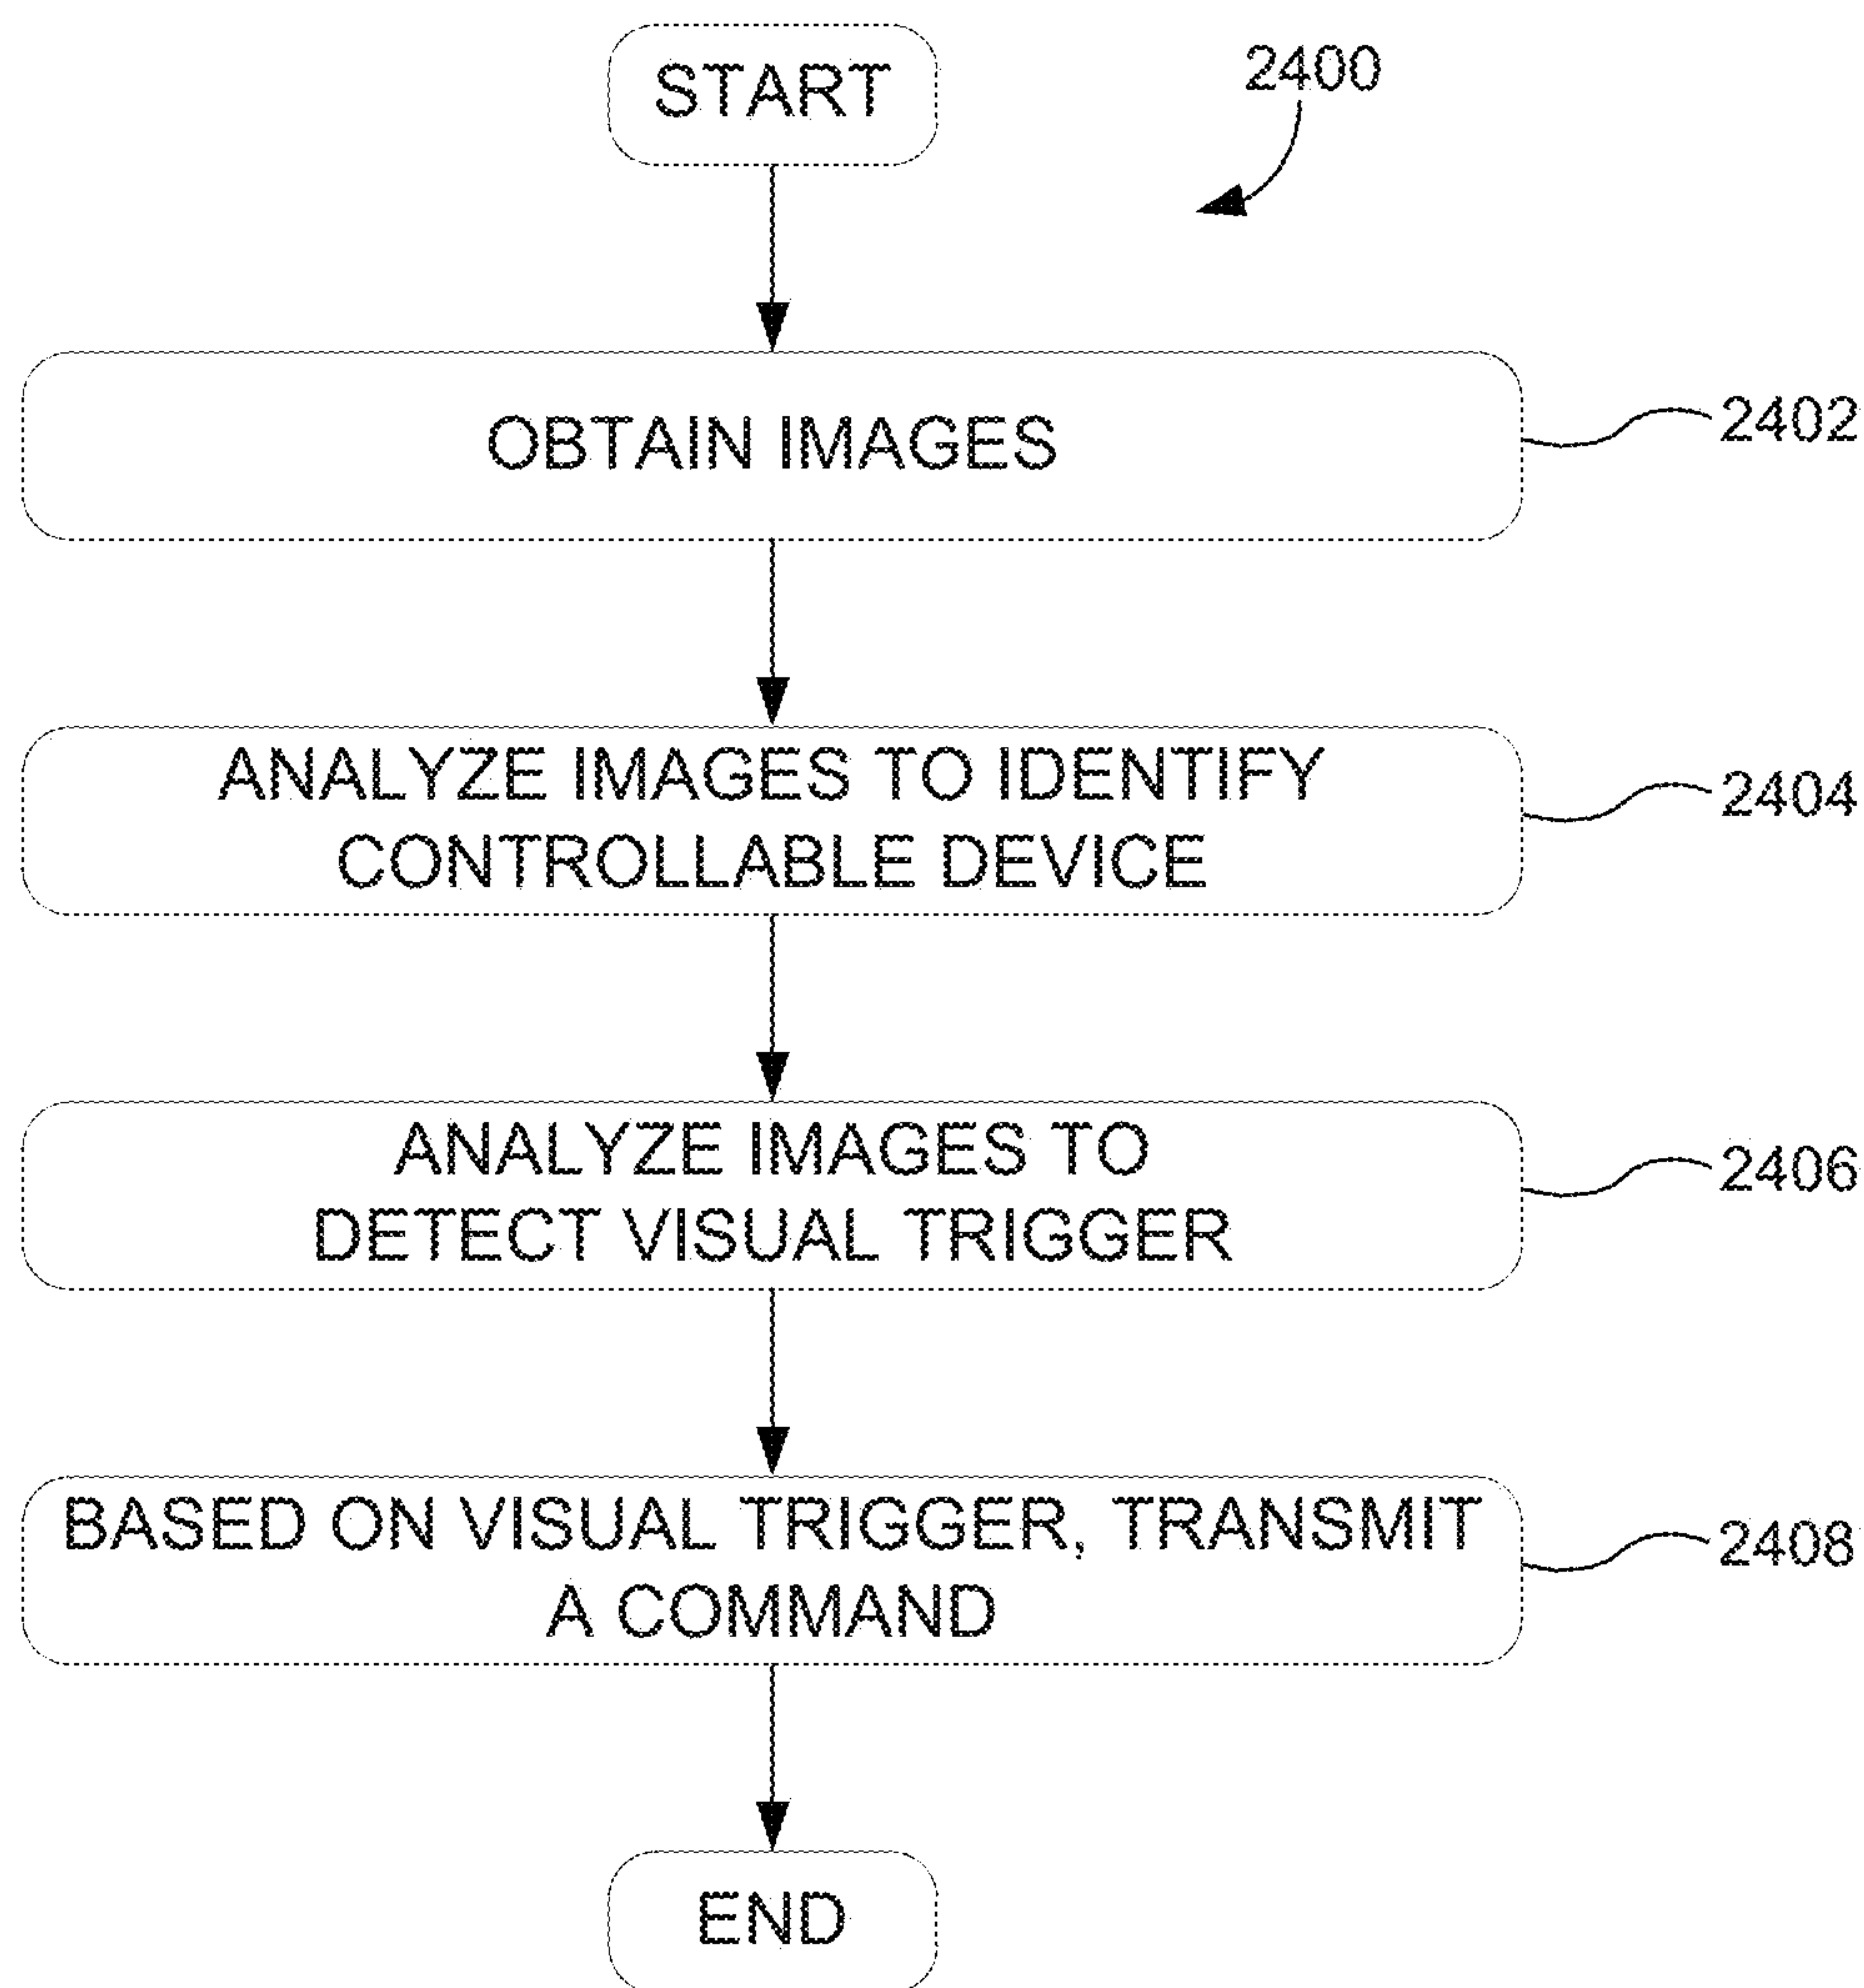 START
2400
OBTAIN IMAGES
2402
ANALYZE IMAGES TO IDENTIFY
CONTROLLABLE DEVICE
2404
ANALYZE IMAGES TO
DETECT VISUAL TRIGGER
2406
BASED ON VISUAL TRIGGER, TRANSMIT
A COMMAND
2408
END